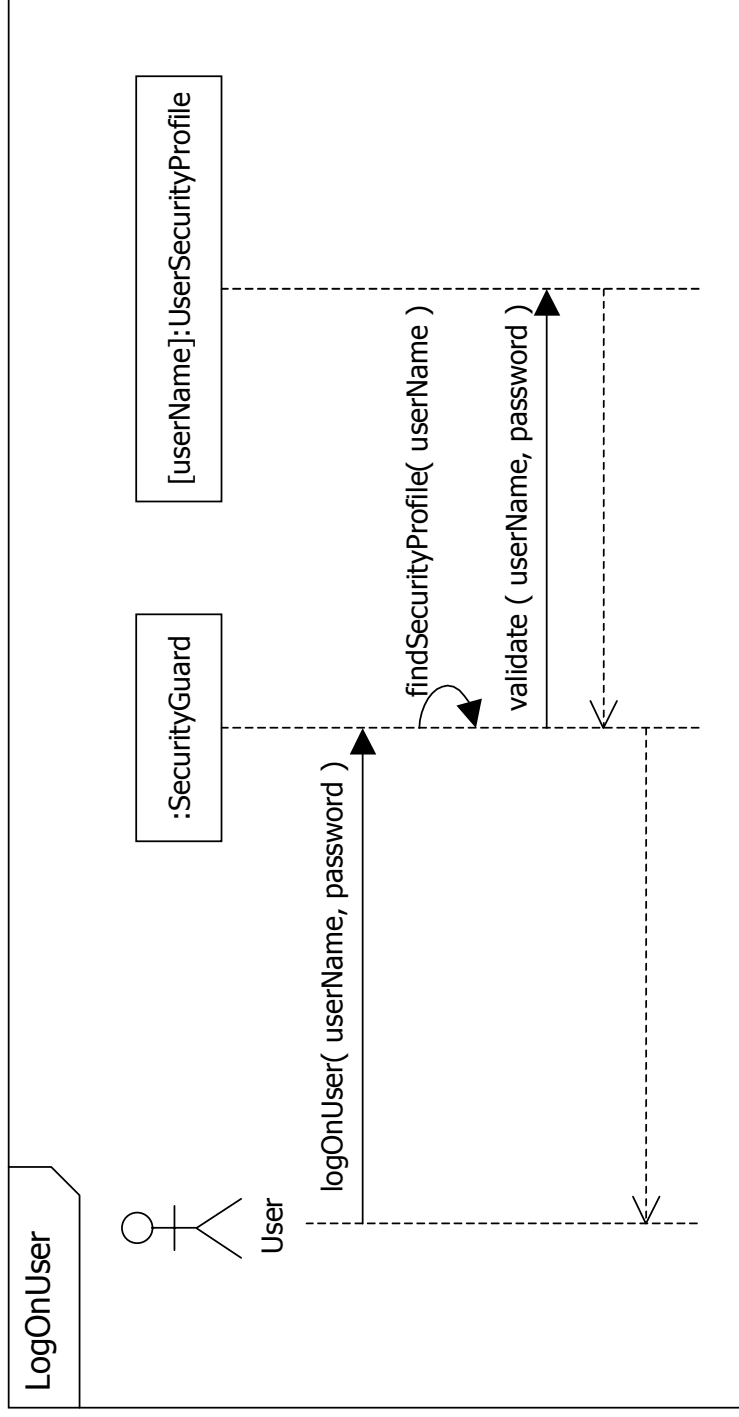 LogOnUser
User
:SecurityGuard
[userName]:UserSecurityProfile
logOnUser( userName, password )
findSecurityProfile( userName )
validate ( userName, password )